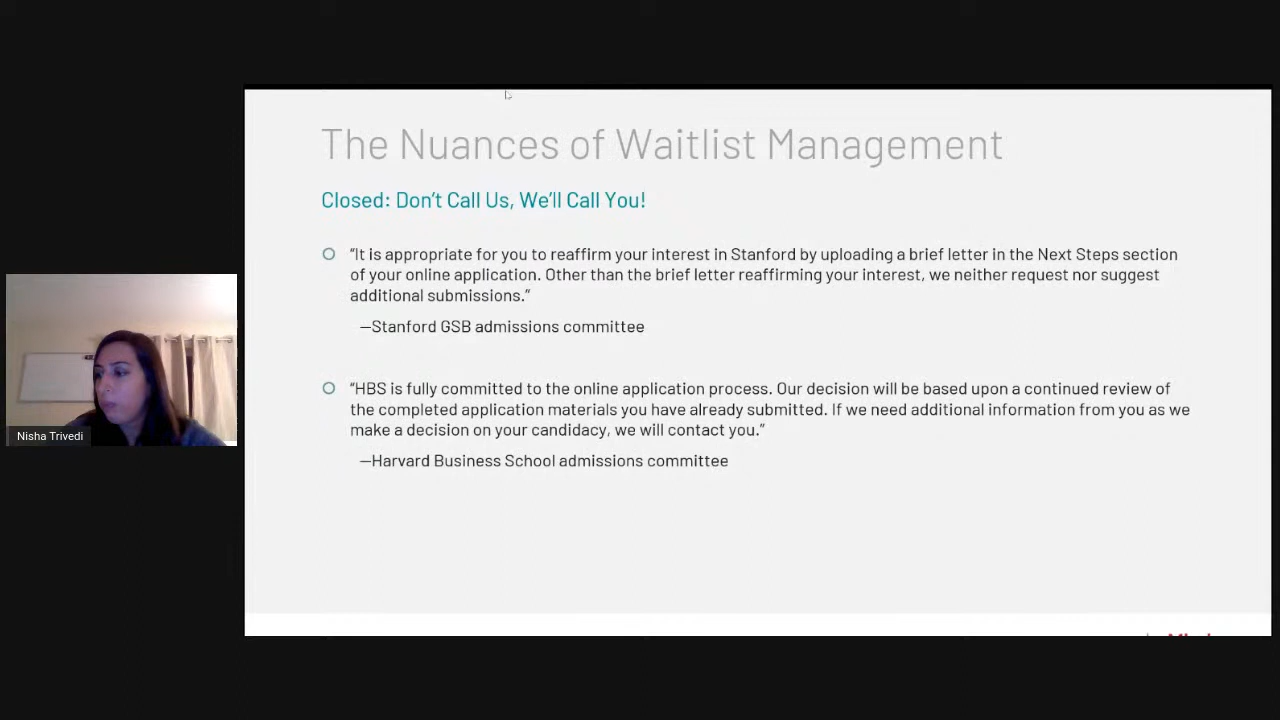 The Nuances of Waitlist Management
Closed: Don't Call Us, We'll Call You!
"It is appropriate for you to reaffirm your interest in Stanford by uploading a brief letter in the Next Steps section
of your online application. Other than the brief letter reaffirming your interest, we neither request nor suggest
additional submissions."
—Stanford GSB admissions committee
"HBS is fully committed to the online application process. Our decision will be based upon a continued review of
the completed application materials you have already submitted. If we need additional information from you as we
make a decision on your candidacy, we will contact you."
—Harvard Business School admissions committee
Nisha Trivedi